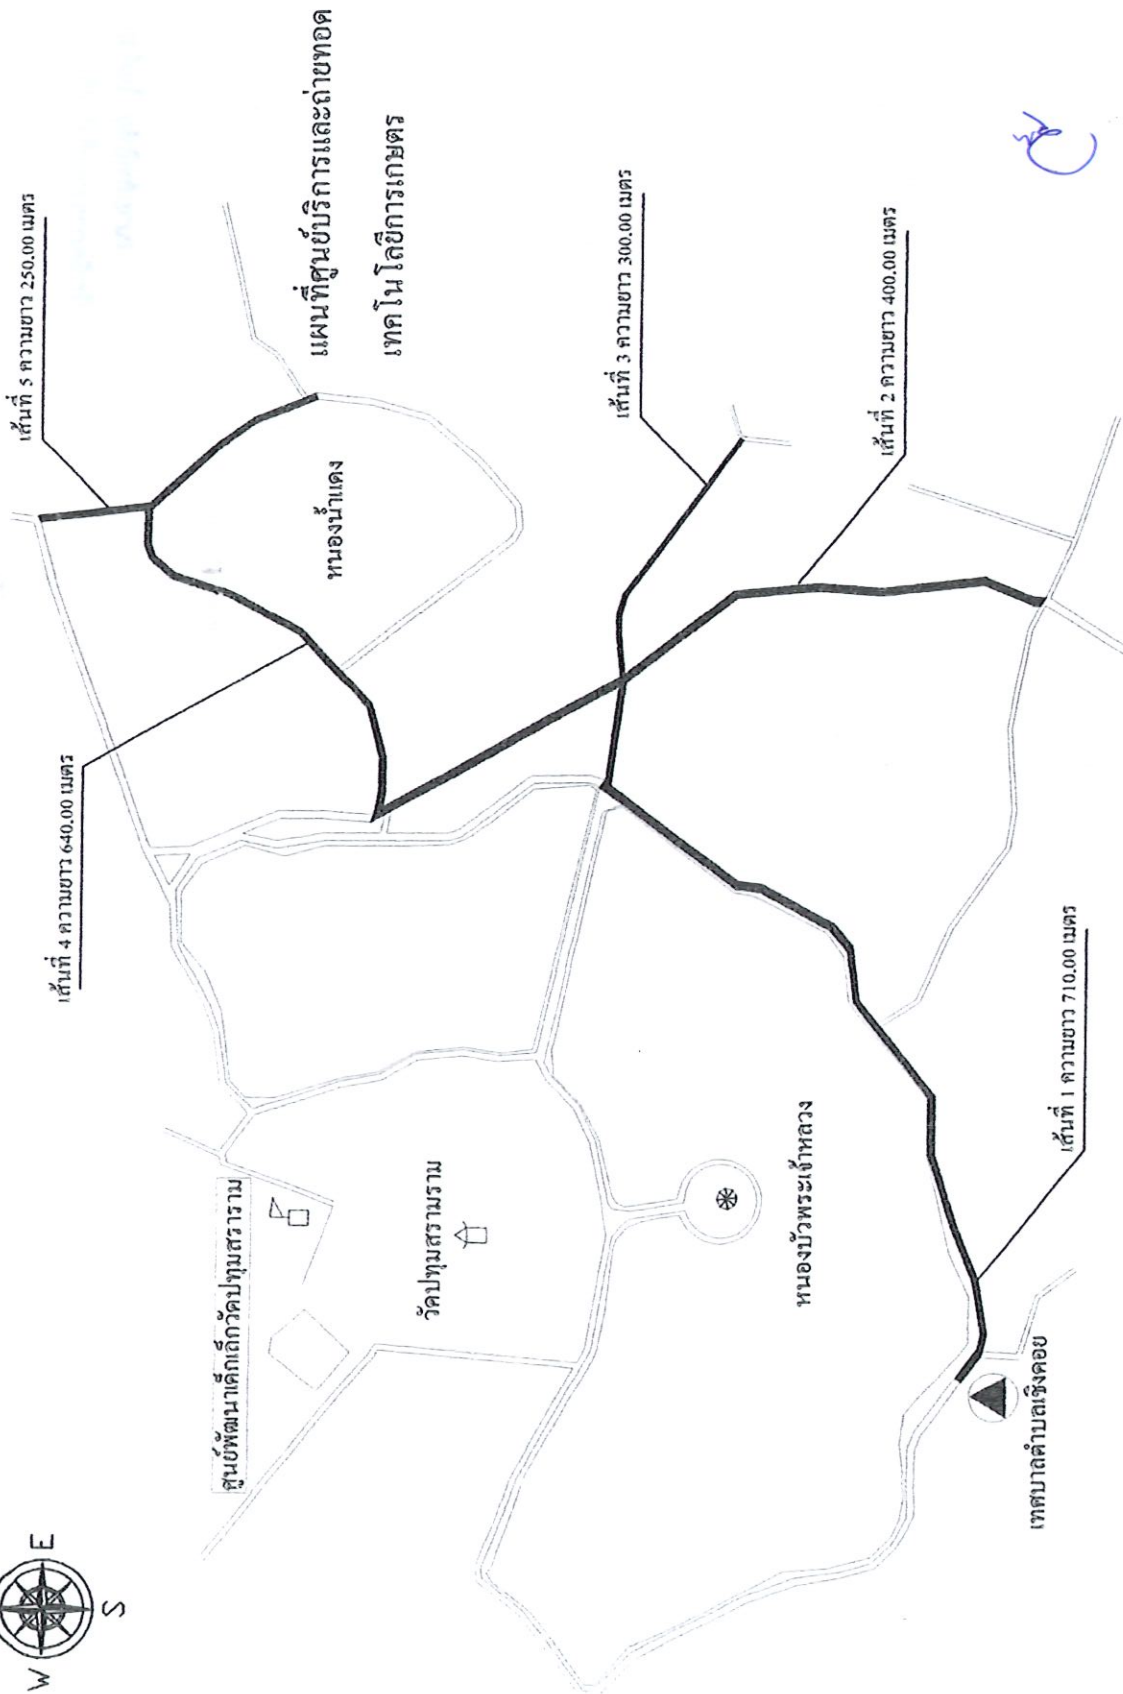 W
E
S
แผนที่ศูนย์บริการและถ่ายทอด
เทคโนโลยีการเกษตร
เส้นที่ 5 ความยาว 250.00 เมตร
เส้นที่ 4 ความยาว 640.00 เมตร
หนองน้ำแดง
เส้นที่ 3 ความยาว 300.00 เมตร
เส้นที่ 2 ความยาว 400.00 เมตร
ศูนย์พัฒนาเด็กเล็กวัดปทุมสราราม
วัดปทุมสรามราม
หนองบัวพระเจ้าหลวง
เส้นที่ 1 ความยาว 710.00 เมตร
เทศบาลตำบลเชิงดอย